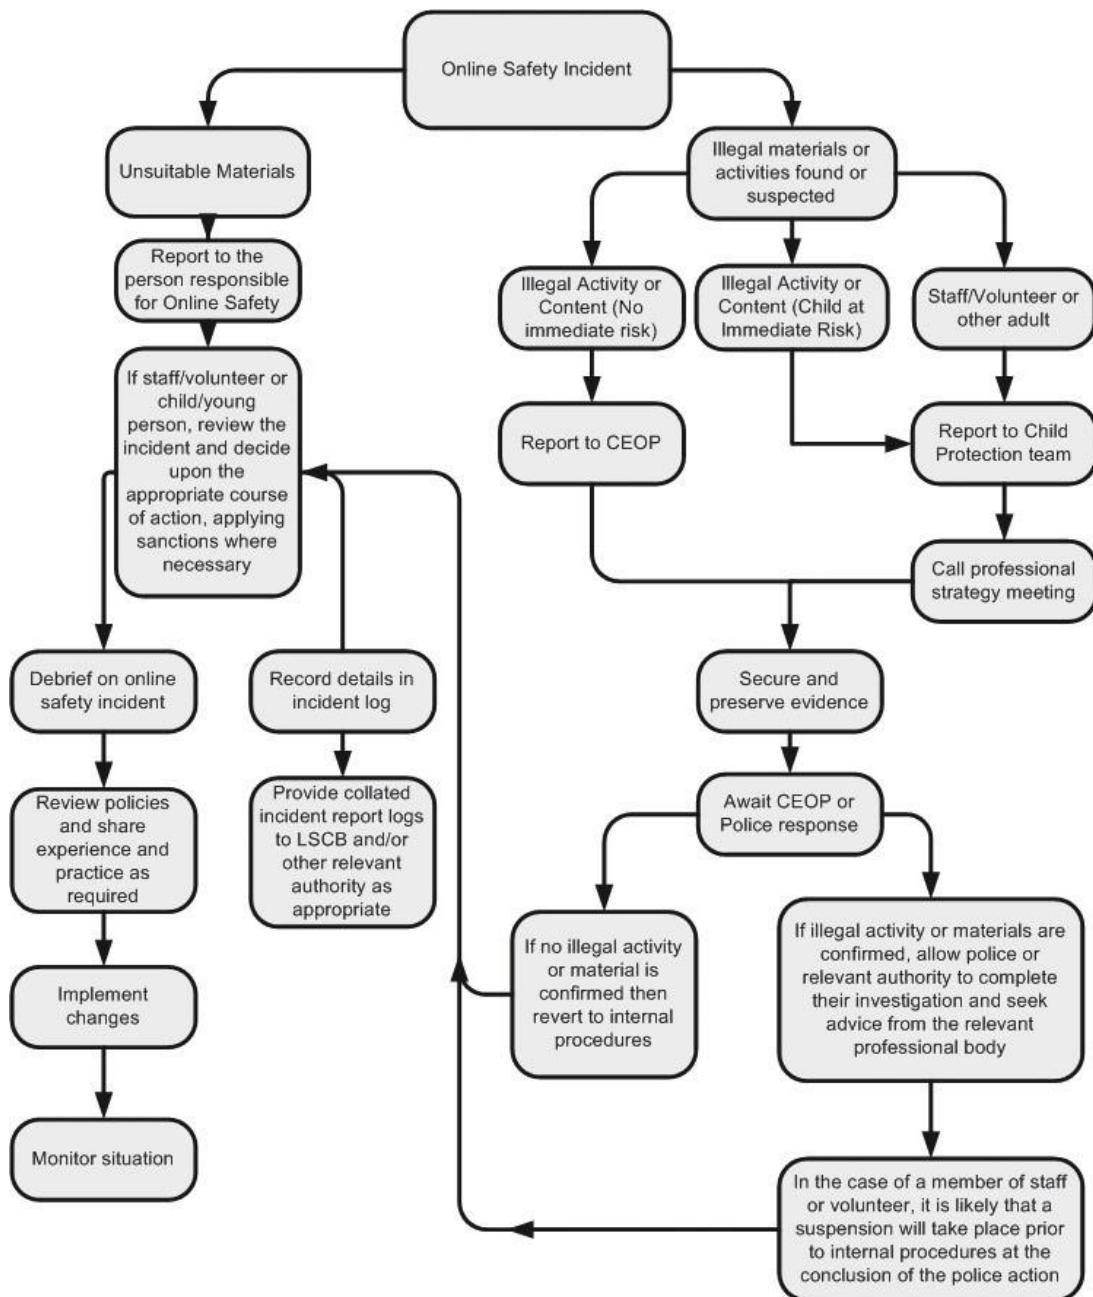 Online Safety Incident
Unsuitable Materials
Illegal materials or
activities found or
suspected
Report to the
person responsible
for Online Safety
Illegal Activity or
Content (No
immediate risk)
Illegal Activity or
Content (Child at
Immediate Risk)
Staff/Volunteer or
other adult
If staff/volunteer or
child/young
person, review the
incident and decide
upon the
appropriate course
of action, applying
sanctions where
necessary
Report to CEOP
Report to Child
Protection team
Call professional
strategy meeting
Debrief on online
safety incident
Record details in
incident log
Secure and
preserve evidence
Review policies
and share
experience and
practice as
required
Provide collated
incident report logs
to LSCB and/or
other relevant
authority as
appropriate
Await CEOP or
Police response
If no illegal activity
or material is
confirmed then
revert to internal
procedures
If illegal activity or materials are
confirmed, allow police or
relevant authority to complete
their investigation and seek
advice from the relevant
professional body
Implement
changes
Monitor situation
In the case of a member of staff
or volunteer, it is likely that a
suspension will take place prior
to internal procedures at the
conclusion of the police action